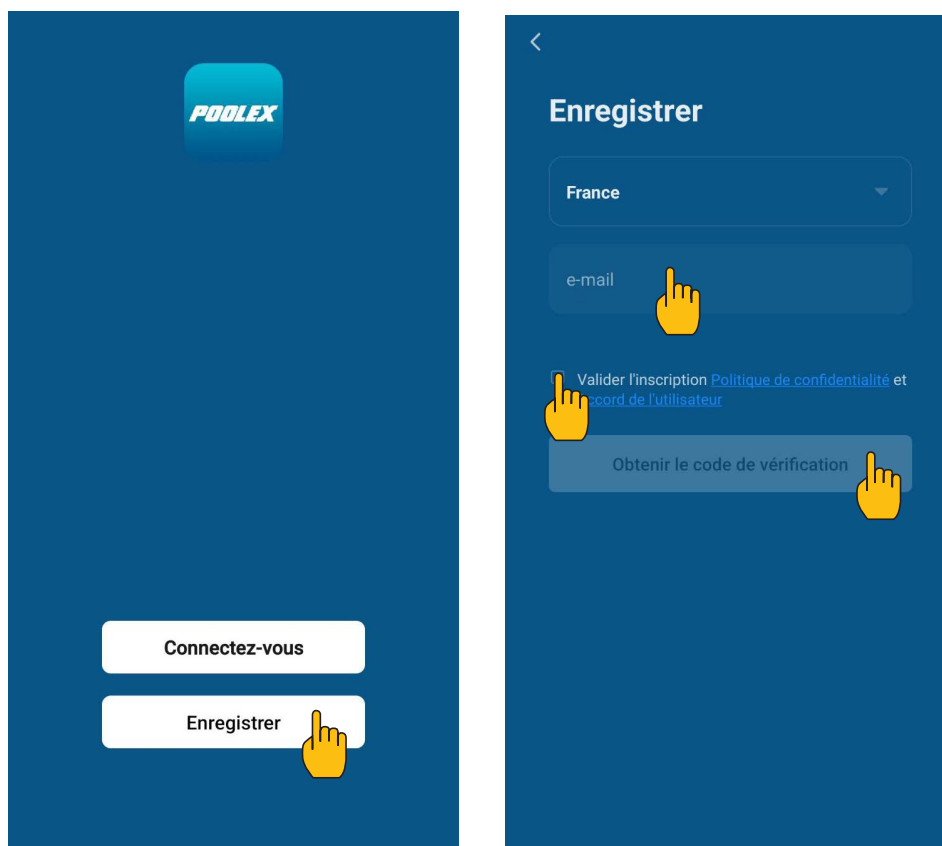 POOLEX
Connectez-vous
Enregistrer
Enregistrer
France
e-mail
Valider l'inscription Politique de confidentialité et
ccord de l'utilisateur
Obtenir le code de vérification